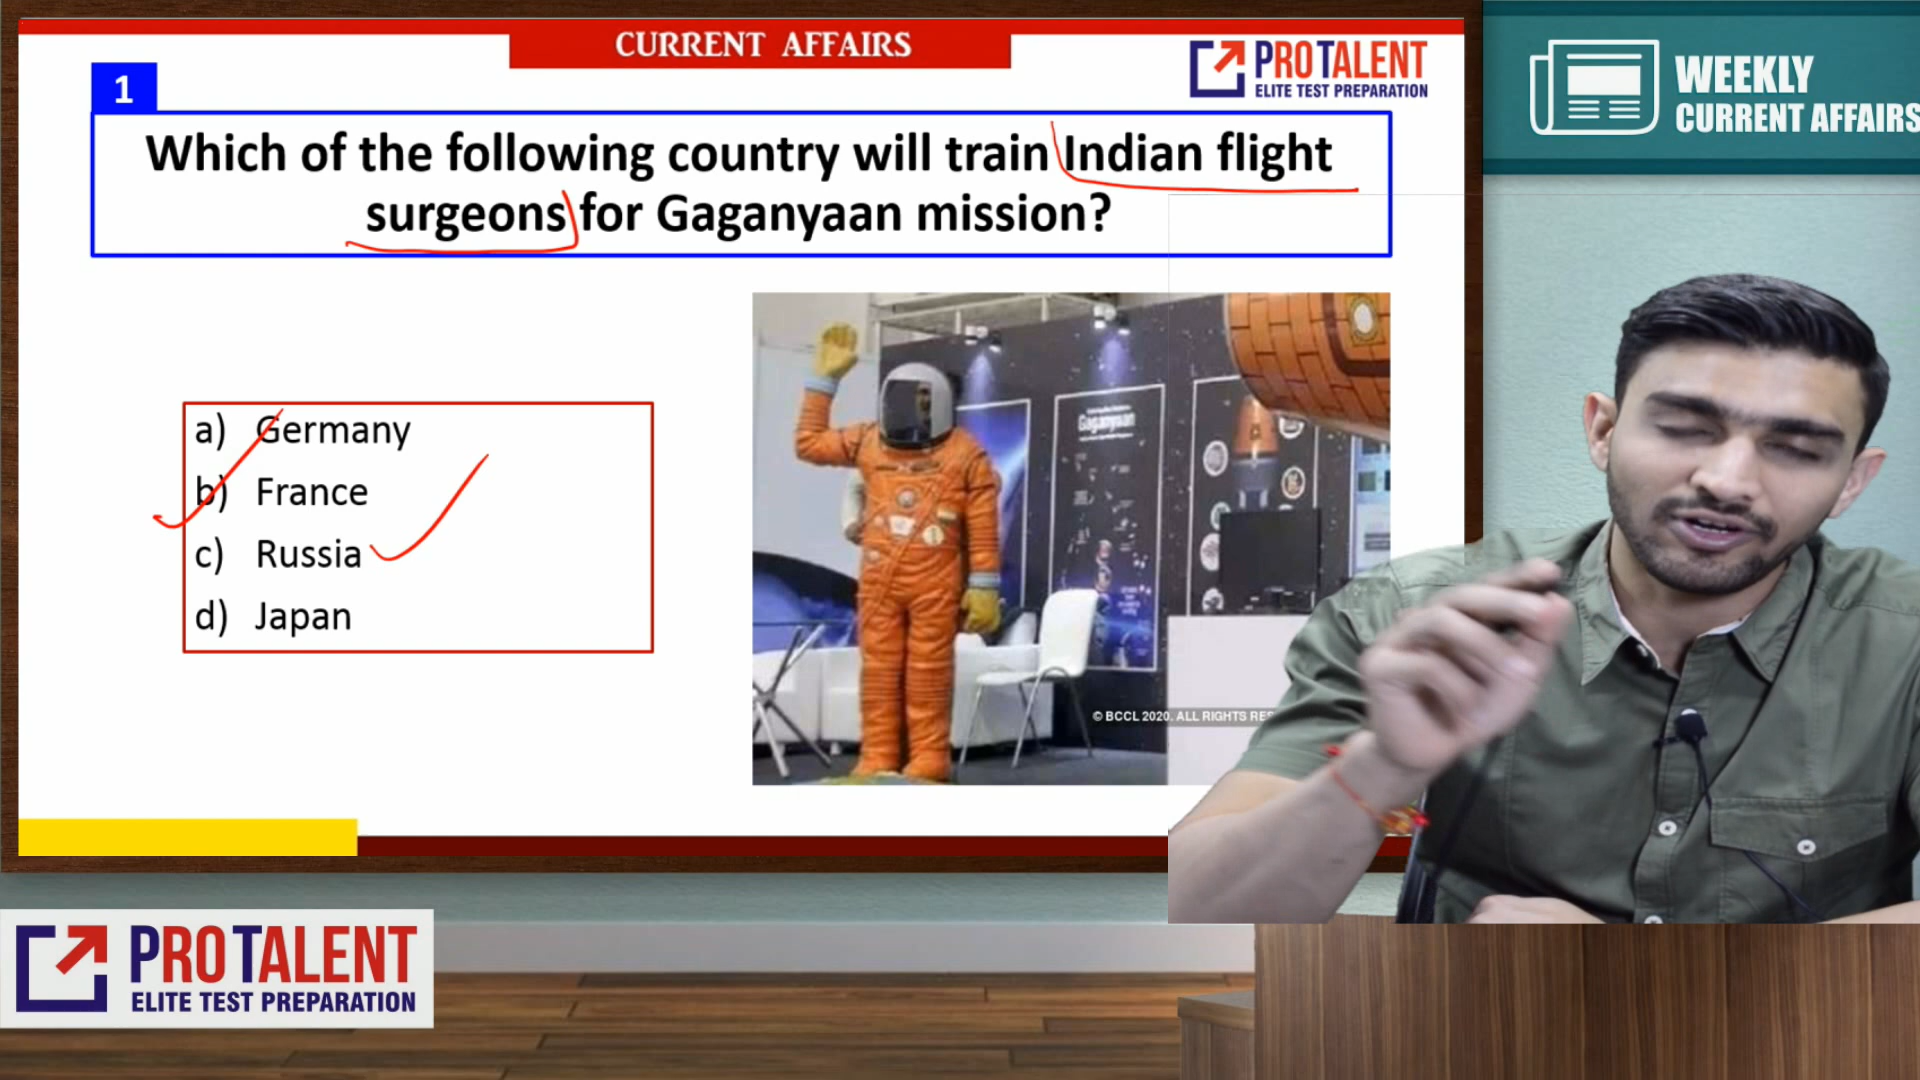 CURRENT AFFAIRS
PROTALENT
ELITE TEST PREPARATION
WEEKLY
CURRENT AFFAIRS
1
Which of the following country will train Indian flight
surgeons for Gaganyaan mission?
a) Germany
b) France
c) Russia
d) Japan
Gaganyaan
© BCCL 2020. ALL RIGHTS RES
PROTALENT
ELITE TEST PREPARATION